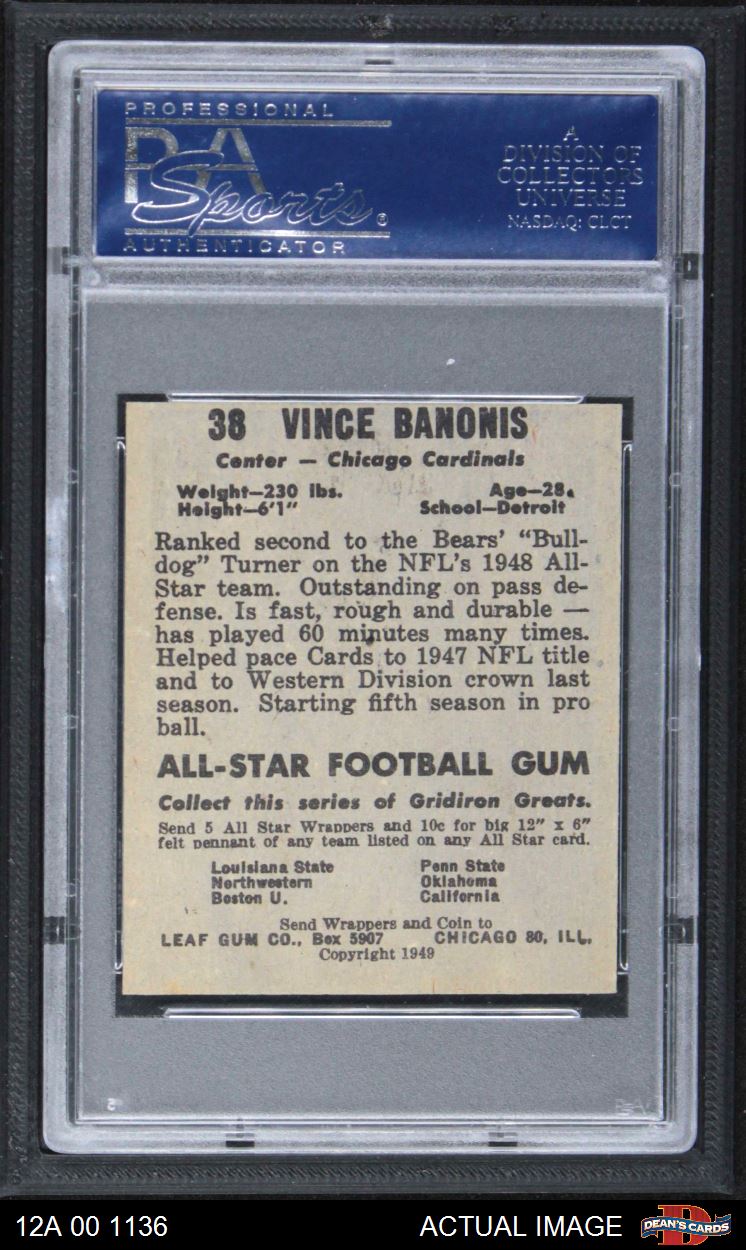 PROFESSIONAL
PSA
Sports®
AUTHENTICATOR
A
DIVISION OF
COLLECTORS
UNIVERSE
NASDAQ: CLCT
38 VINCE BANONIS
Center — Chicago Cardinals
Weight—230 lbs. Age—28.
Height—6'1" School—Detroit
Ranked second to the Bears' "Bull-
dog" Turner on the NFL's 1948 All-
Star team. Outstanding on pass de-
fense. Is fast, rough and durable —
has played 60 minutes many times.
Helped pace Cards to 1947 NFL title
and to Western Division crown last
season. Starting fifth season in pro
ball.
ALL-STAR FOOTBALL GUM
Collect this series of Gridiron Greats.
Send 5 All Star Wrappers and 10c for big 12" x 6"
felt pennant of any team listed on any All Star card.
Louisiana State Penn State
Northwestern Oklahoma
Boston U. California
Send Wrappers and Coin to
LEAF GUM CO., Box 5907 CHICAGO 80, ILL.
Copyright 1949
12A 00 1136 ACTUAL IMAGE DEAN'S CARDS